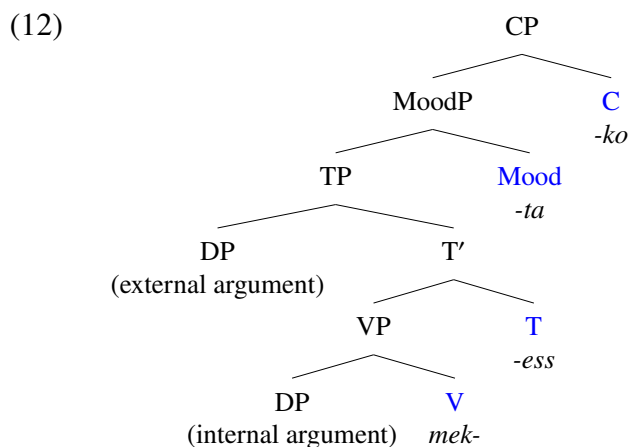 (12)
CP
MoodP C
-ko
TP Mood
-ta
DP T′
(external argument)
VP T
-ess
DP V
(internal argument) mek-